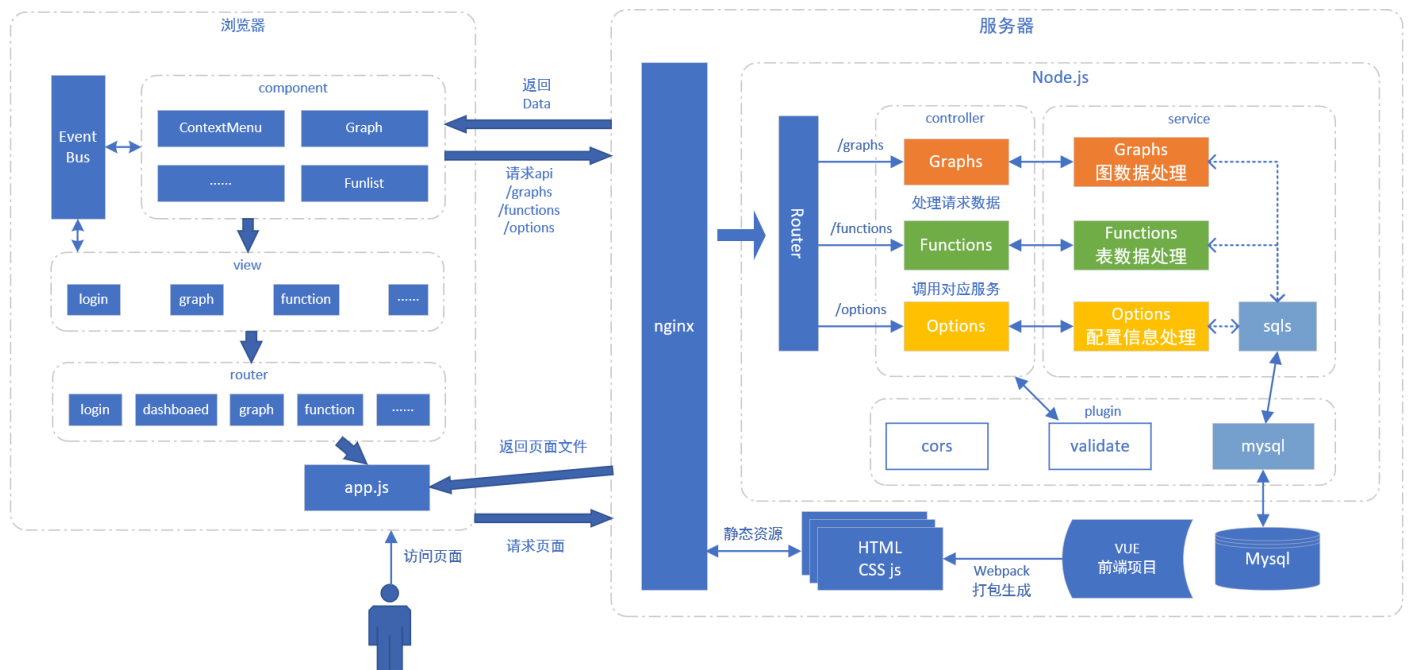 浏览器
component
Event
Bus
ContextMenu
Graph
......
Funlist
view
login
graph
function
......
router
login
dashboaed
graph
function
......
app.js
返回
Data
请求api
/graphs
/functions
/options
返回页面文件
请求页面
访问页面
服务器
nginx
Node.js
Router
/graphs
/functions
/options
controller
Graphs
处理请求数据
Functions
调用对应服务
Options
service
Graphs
图数据处理
Functions
表数据处理
Options
配置信息处理
sqls
plugin
cors
validate
mysql
静态资源
HTML
CSS js
Webpack
打包生成
VUE
前端项目
Mysql